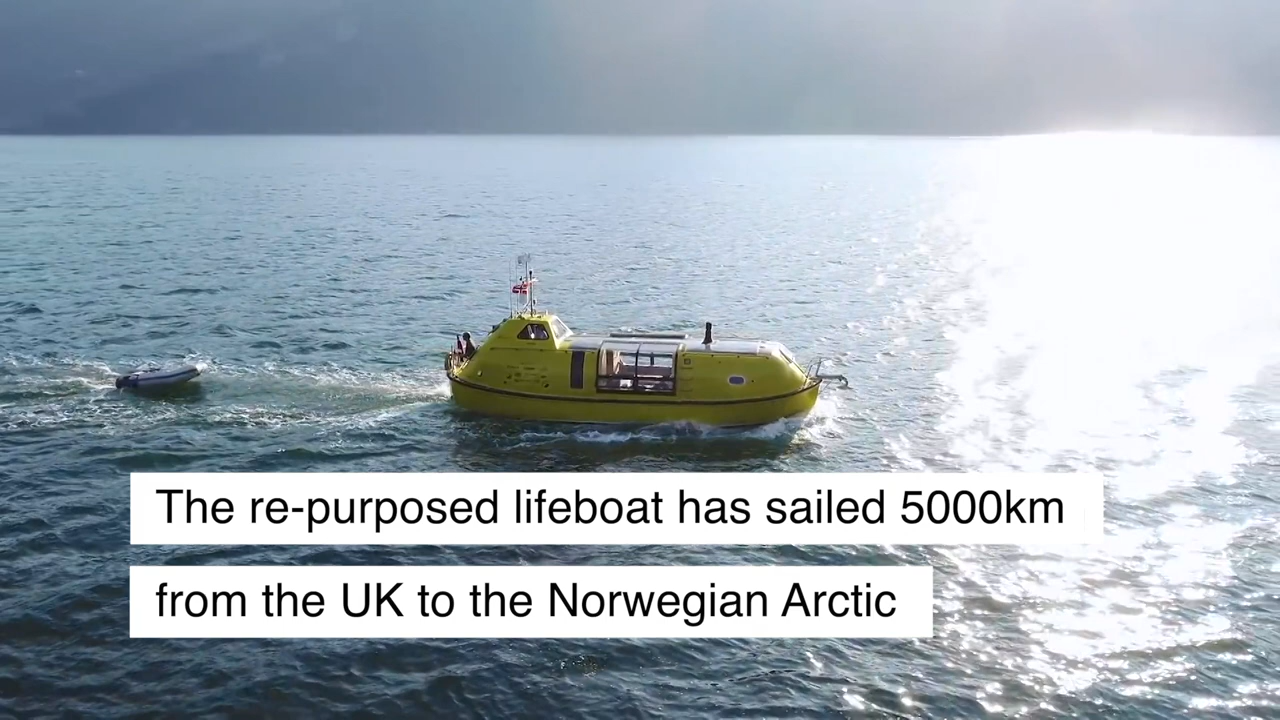 The re-purposed lifeboat has sailed 5000km
from the UK to the Norwegian Arctic